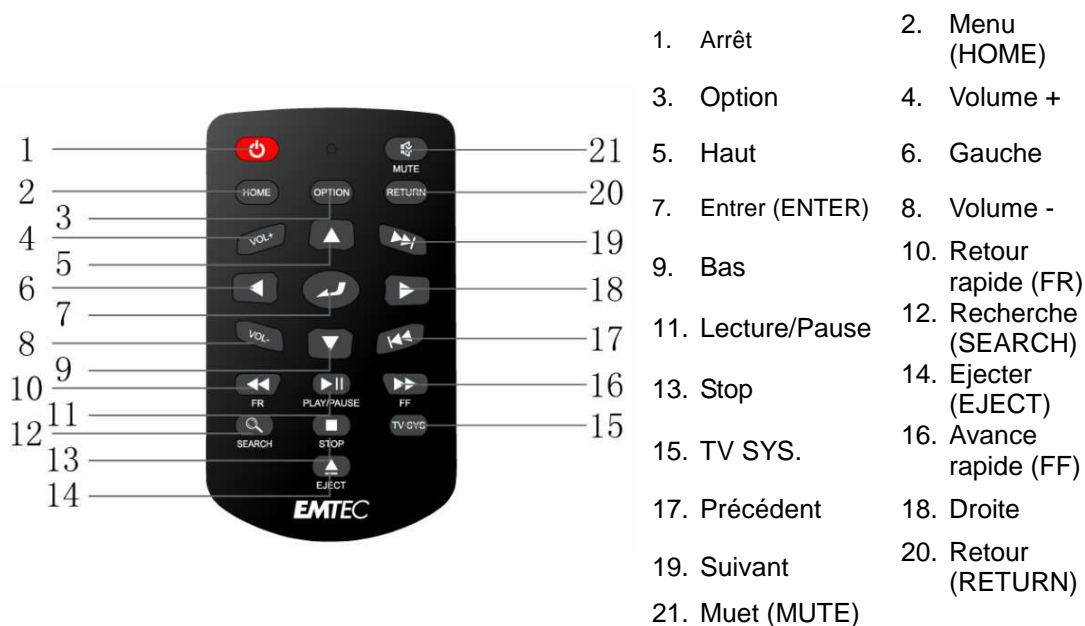 1
2
3
4
5
6
7
8
9
10
11
12
13
14
21
20
19
18
17
16
15
MUTE
HOME
OPTION
RETURN
VOL+
VOL-
FR
PLAY/PAUSE
FF
SEARCH
STOP
TV SYS
EJECT
EMTEC
1. Arrêt
2. Menu
(HOME)
3. Option
4. Volume +
5. Haut
6. Gauche
7. Entrer (ENTER)
8. Volume -
9. Bas
10. Retour
rapide (FR)
11. Lecture/Pause
12. Recherche
(SEARCH)
13. Stop
14. Ejecter
(EJECT)
15. TV SYS.
16. Avance
rapide (FF)
17. Précédent
18. Droite
19. Suivant
20. Retour
(RETURN)
21. Muet (MUTE)